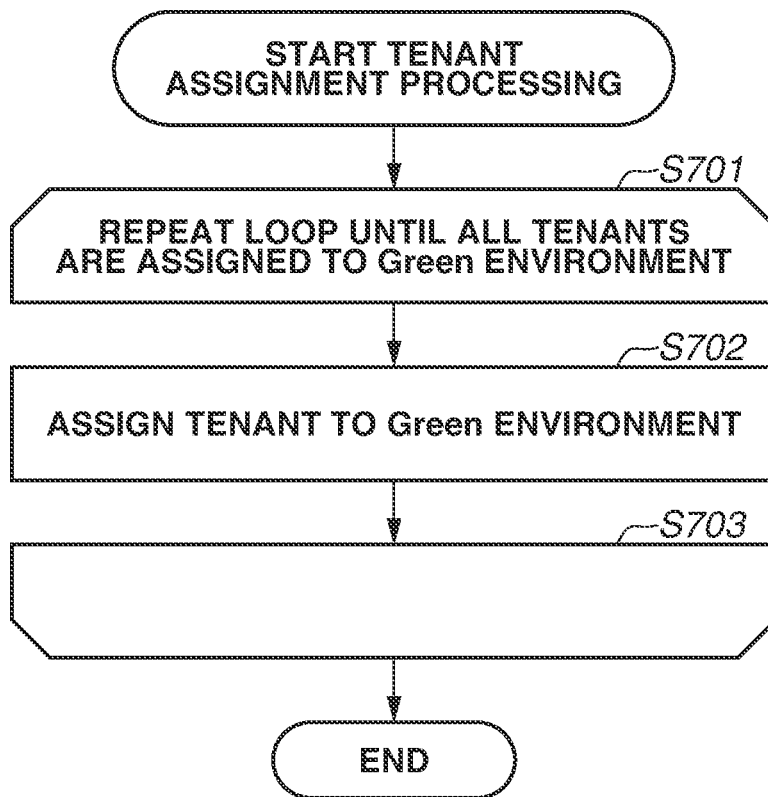 START TENANT
ASSIGNMENT PROCESSING
S701
REPEAT LOOP UNTIL ALL TENANTS
ARE ASSIGNED TO Green ENVIRONMENT
S702
ASSIGN TENANT TO Green ENVIRONMENT
S703
END